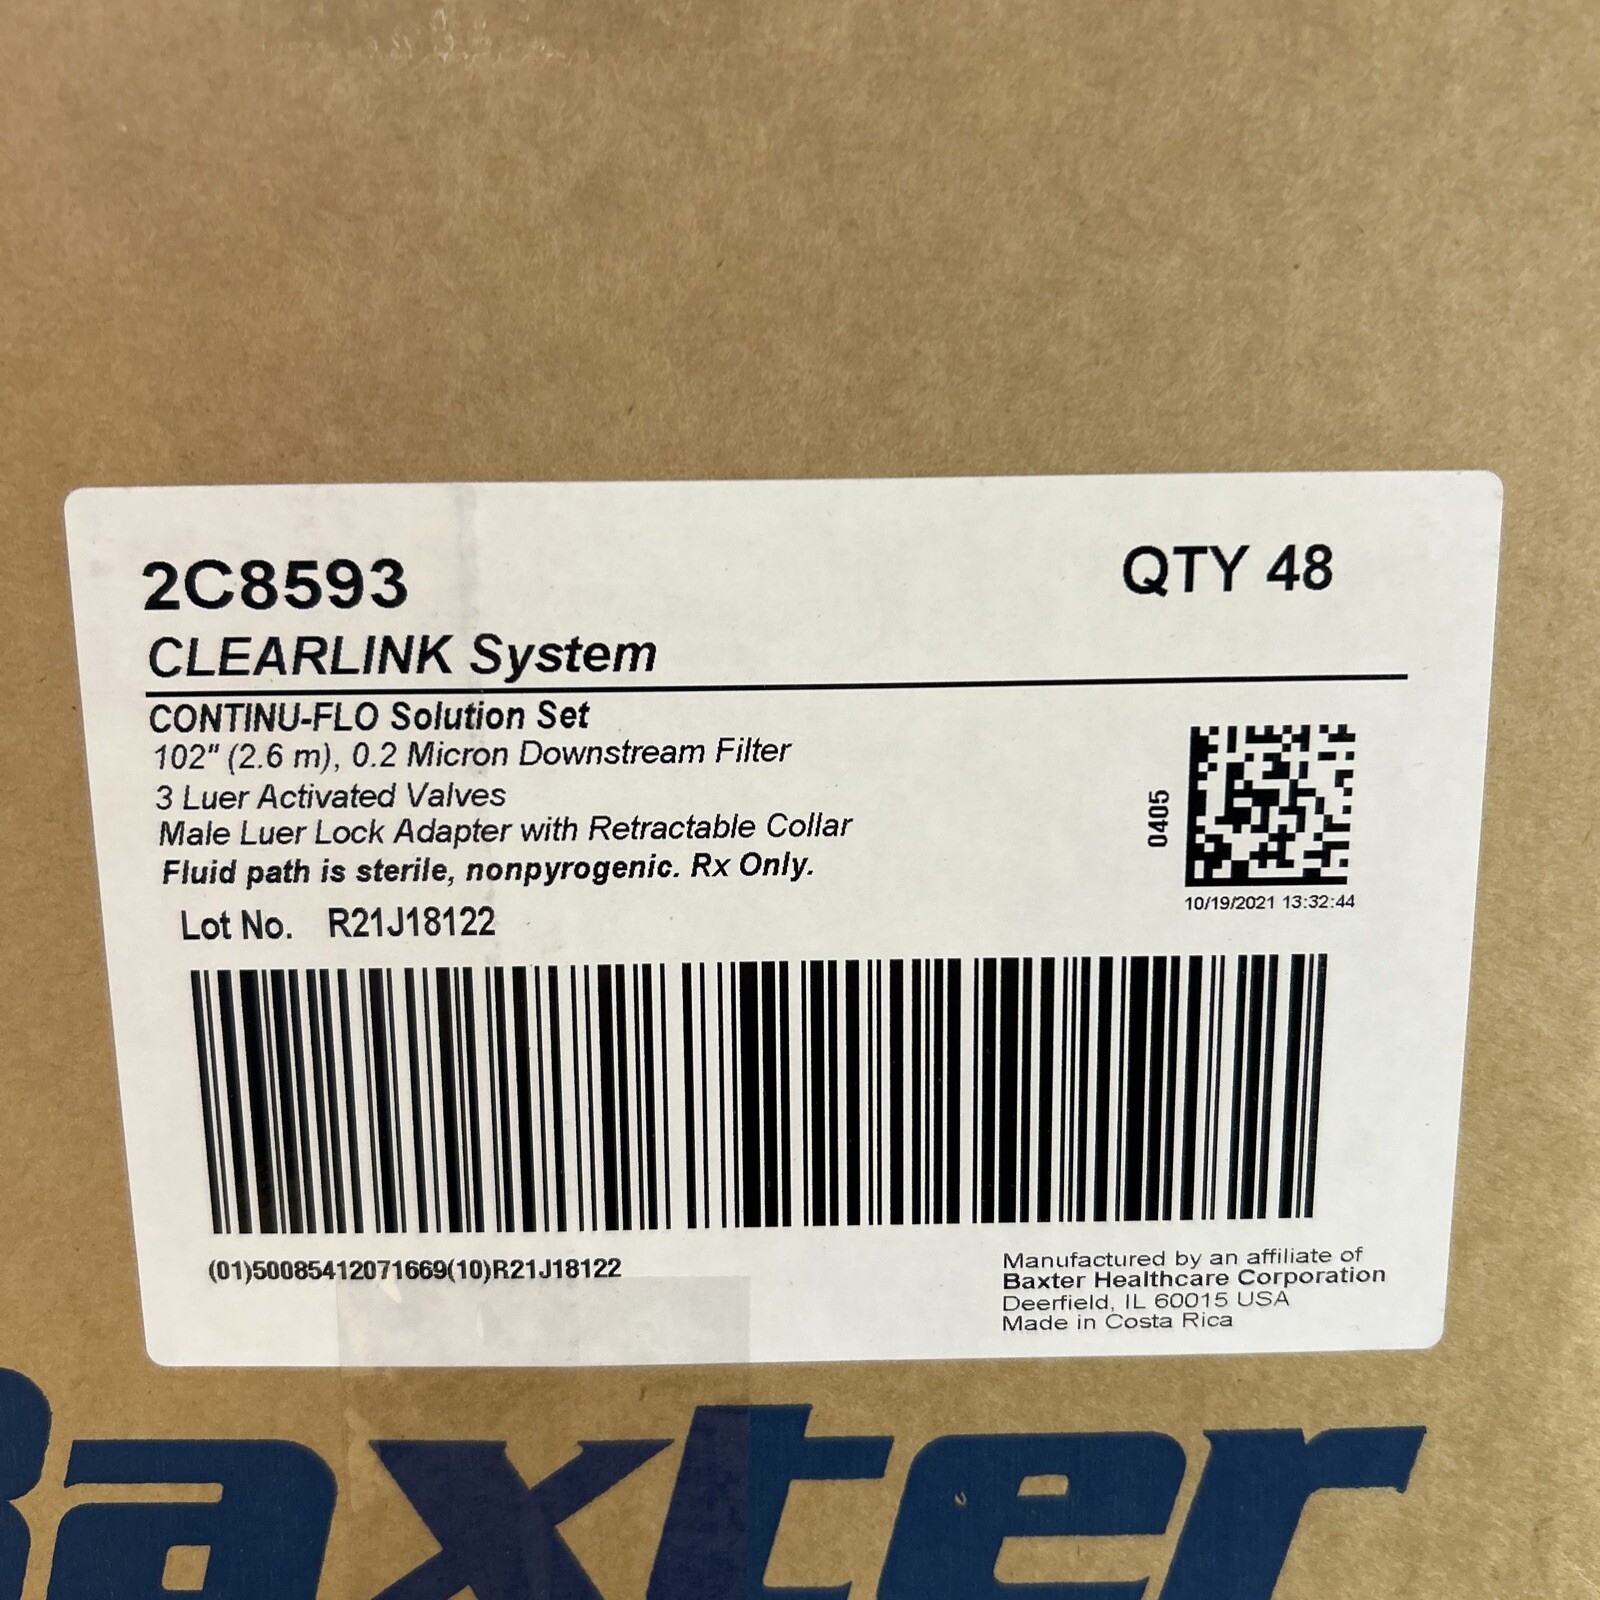 2C8593
QTY 48
CLEARLINK System
CONTINU-FLO Solution Set
102" (2.6 m), 0.2 Micron Downstream Filter
3 Luer Activated Valves
Male Luer Lock Adapter with Retractable Collar
Fluid path is sterile, nonpyrogenic. Rx Only.
0405
10/19/2021 13:32:44
Lot No. R21J18122
(01)50085412071669(10)R21J18122
Manufactured by an affiliate of
Baxter Healthcare Corporation
Deerfield, IL 60015 USA
Made in Costa Rica
Baxter